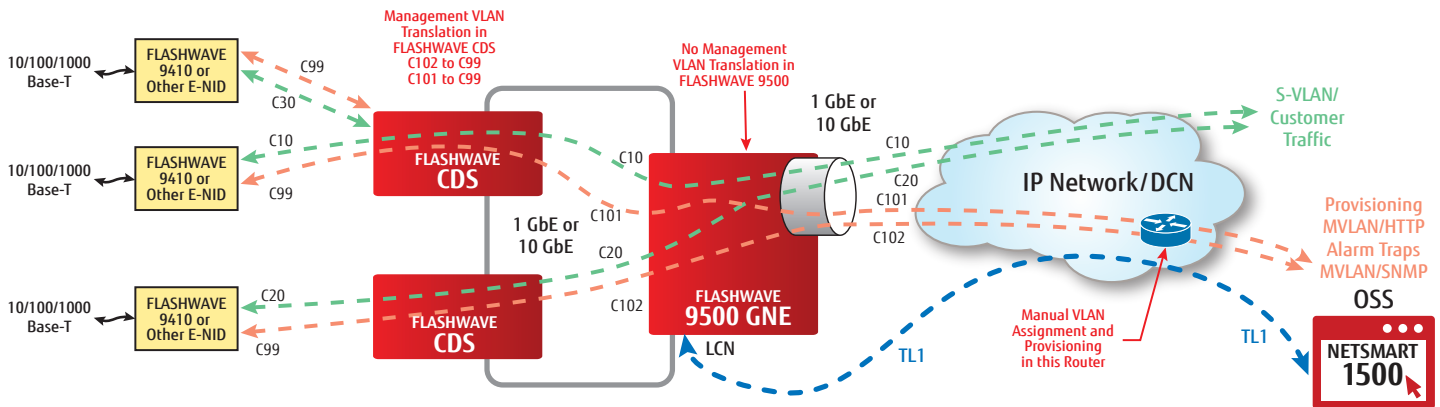 Management VLAN
Translation in
FLASHWAVE CDS
C102 to C99
C101 to C99
10/100/1000
Base-T
FLASHWAVE
9410 or
Other E-NID
C99
C30
10/100/1000
Base-T
FLASHWAVE
9410 or
Other E-NID
C10
C99
FLASHWAVE
CDS
10/100/1000
Base-T
FLASHWAVE
9410 or
Other E-NID
C20
C99
FLASHWAVE
CDS
1 GbE or
10 GbE
C10
C101
C20
C102
No Management
VLAN Translation in
FLASHWAVE 9500
FLASHWAVE
9500 GNE
LCN
1 GbE or
10 GbE
C10
C20
C101
C102
IP Network/DCN
Manual VLAN
Assignment and
Provisioning
in this Router
TL1
TL1
S-VLAN/
Customer
Traffic
Provisioning
MVLAN/HTTP
Alarm Traps
MVLAN/SNMP
OSS
NETSMART
1500